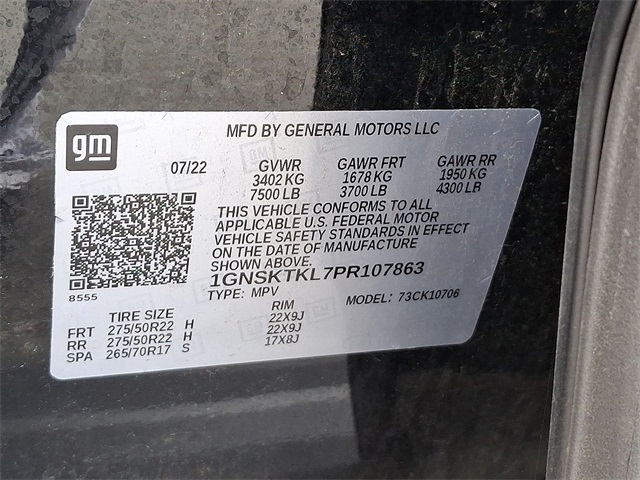 gm
MFD BY GENERAL MOTORS LLC
07/22 GVWR GAWR FRT GAWR RR
3402 KG 1678 KG 1950 KG
7500 LB 3700 LB 4300 LB
THIS VEHICLE CONFORMS TO ALL
APPLICABLE U.S. FEDERAL MOTOR
VEHICLE SAFETY STANDARDS IN EFFECT
ON THE DATE OF MANUFACTURE
SHOWN ABOVE.
1GNSKTKL7PR107863
8555 TYPE: MPV MODEL: 73CK10706
TIRE SIZE RIM
FRT 275/50R22 H 22X9J
RR 275/50R22 H 22X9J
SPA 265/70R17 S 17X8J